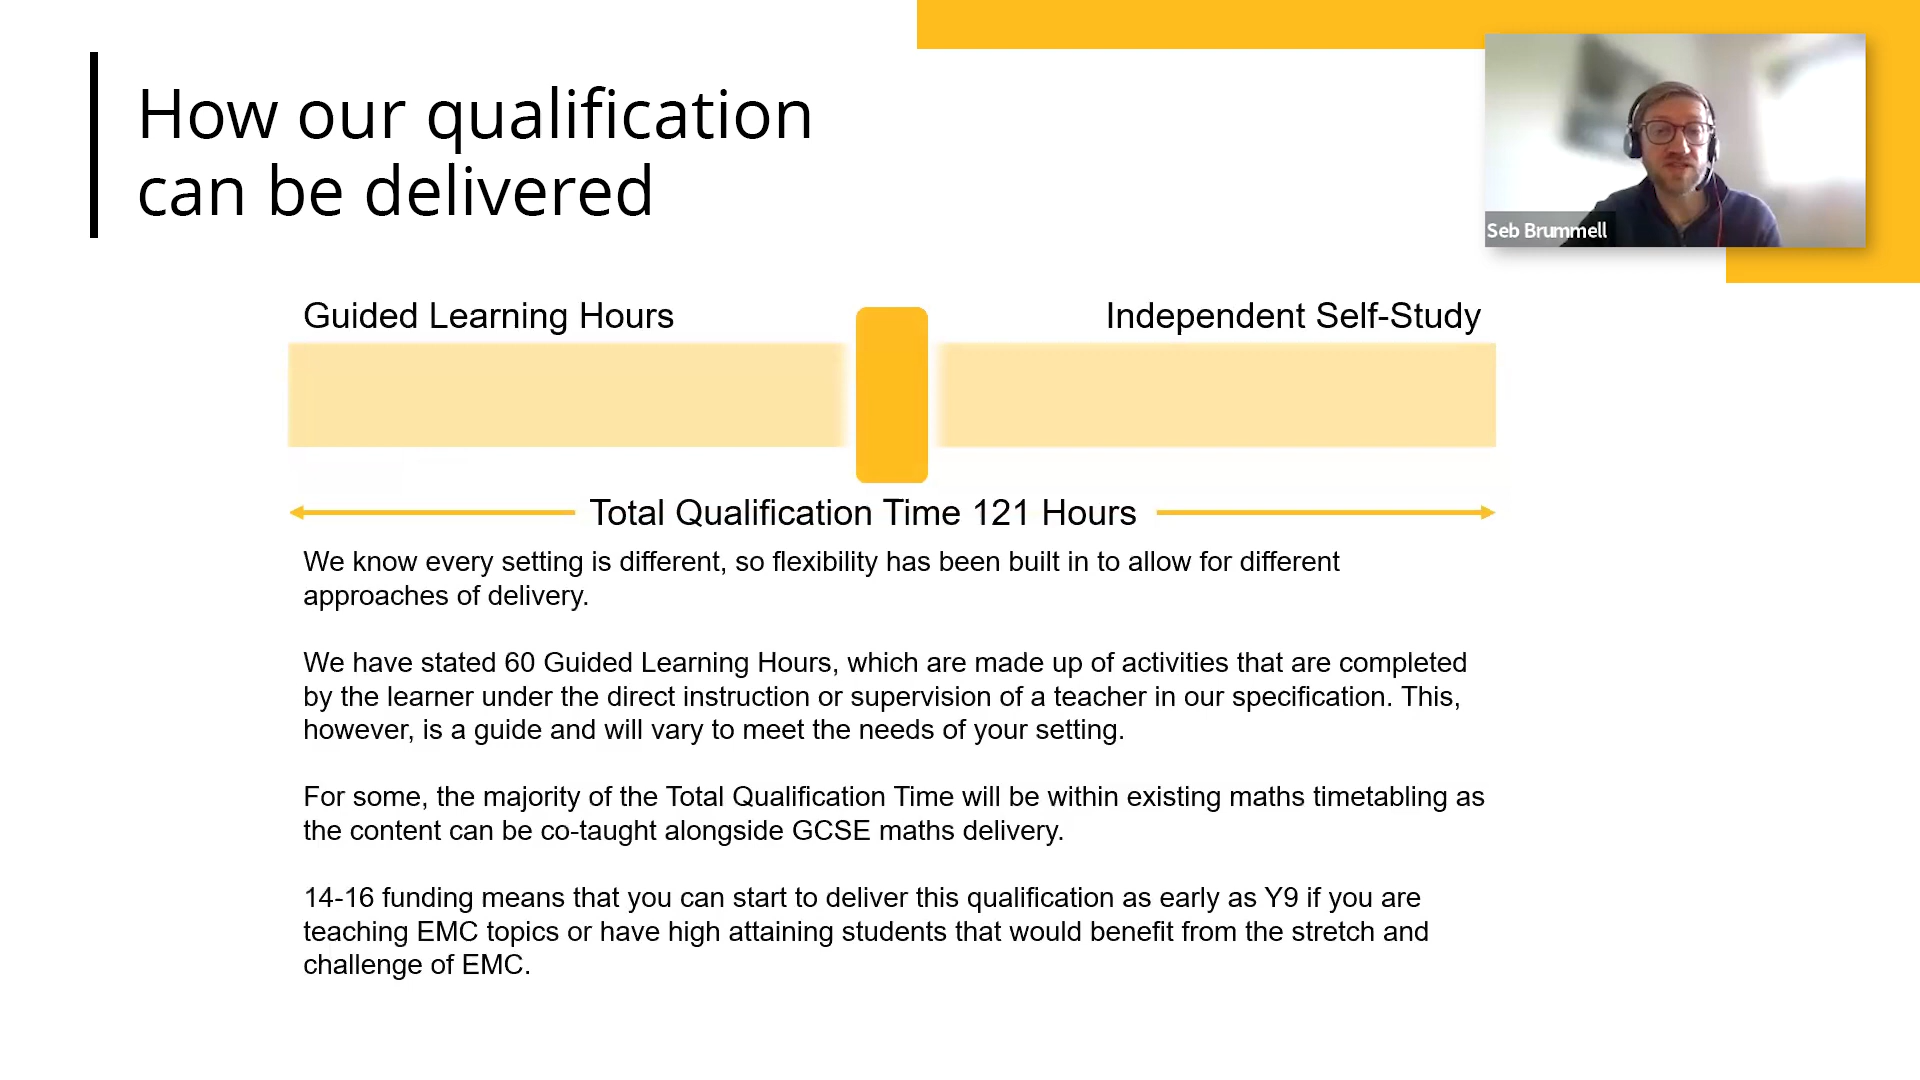 How our qualification
can be delivered
Seb Brummell
Guided Learning Hours
Independent Self-Study
Total Qualification Time 121 Hours
We know every setting is different, so flexibility has been built in to allow for different
approaches of delivery.
We have stated 60 Guided Learning Hours, which are made up of activities that are completed
by the learner under the direct instruction or supervision of a teacher in our specification. This,
however, is a guide and will vary to meet the needs of your setting.
For some, the majority of the Total Qualification Time will be within existing maths timetabling as
the content can be co-taught alongside GCSE maths delivery.
14-16 funding means that you can start to deliver this qualification as early as Y9 if you are
teaching EMC topics or have high attaining students that would benefit from the stretch and
challenge of EMC.